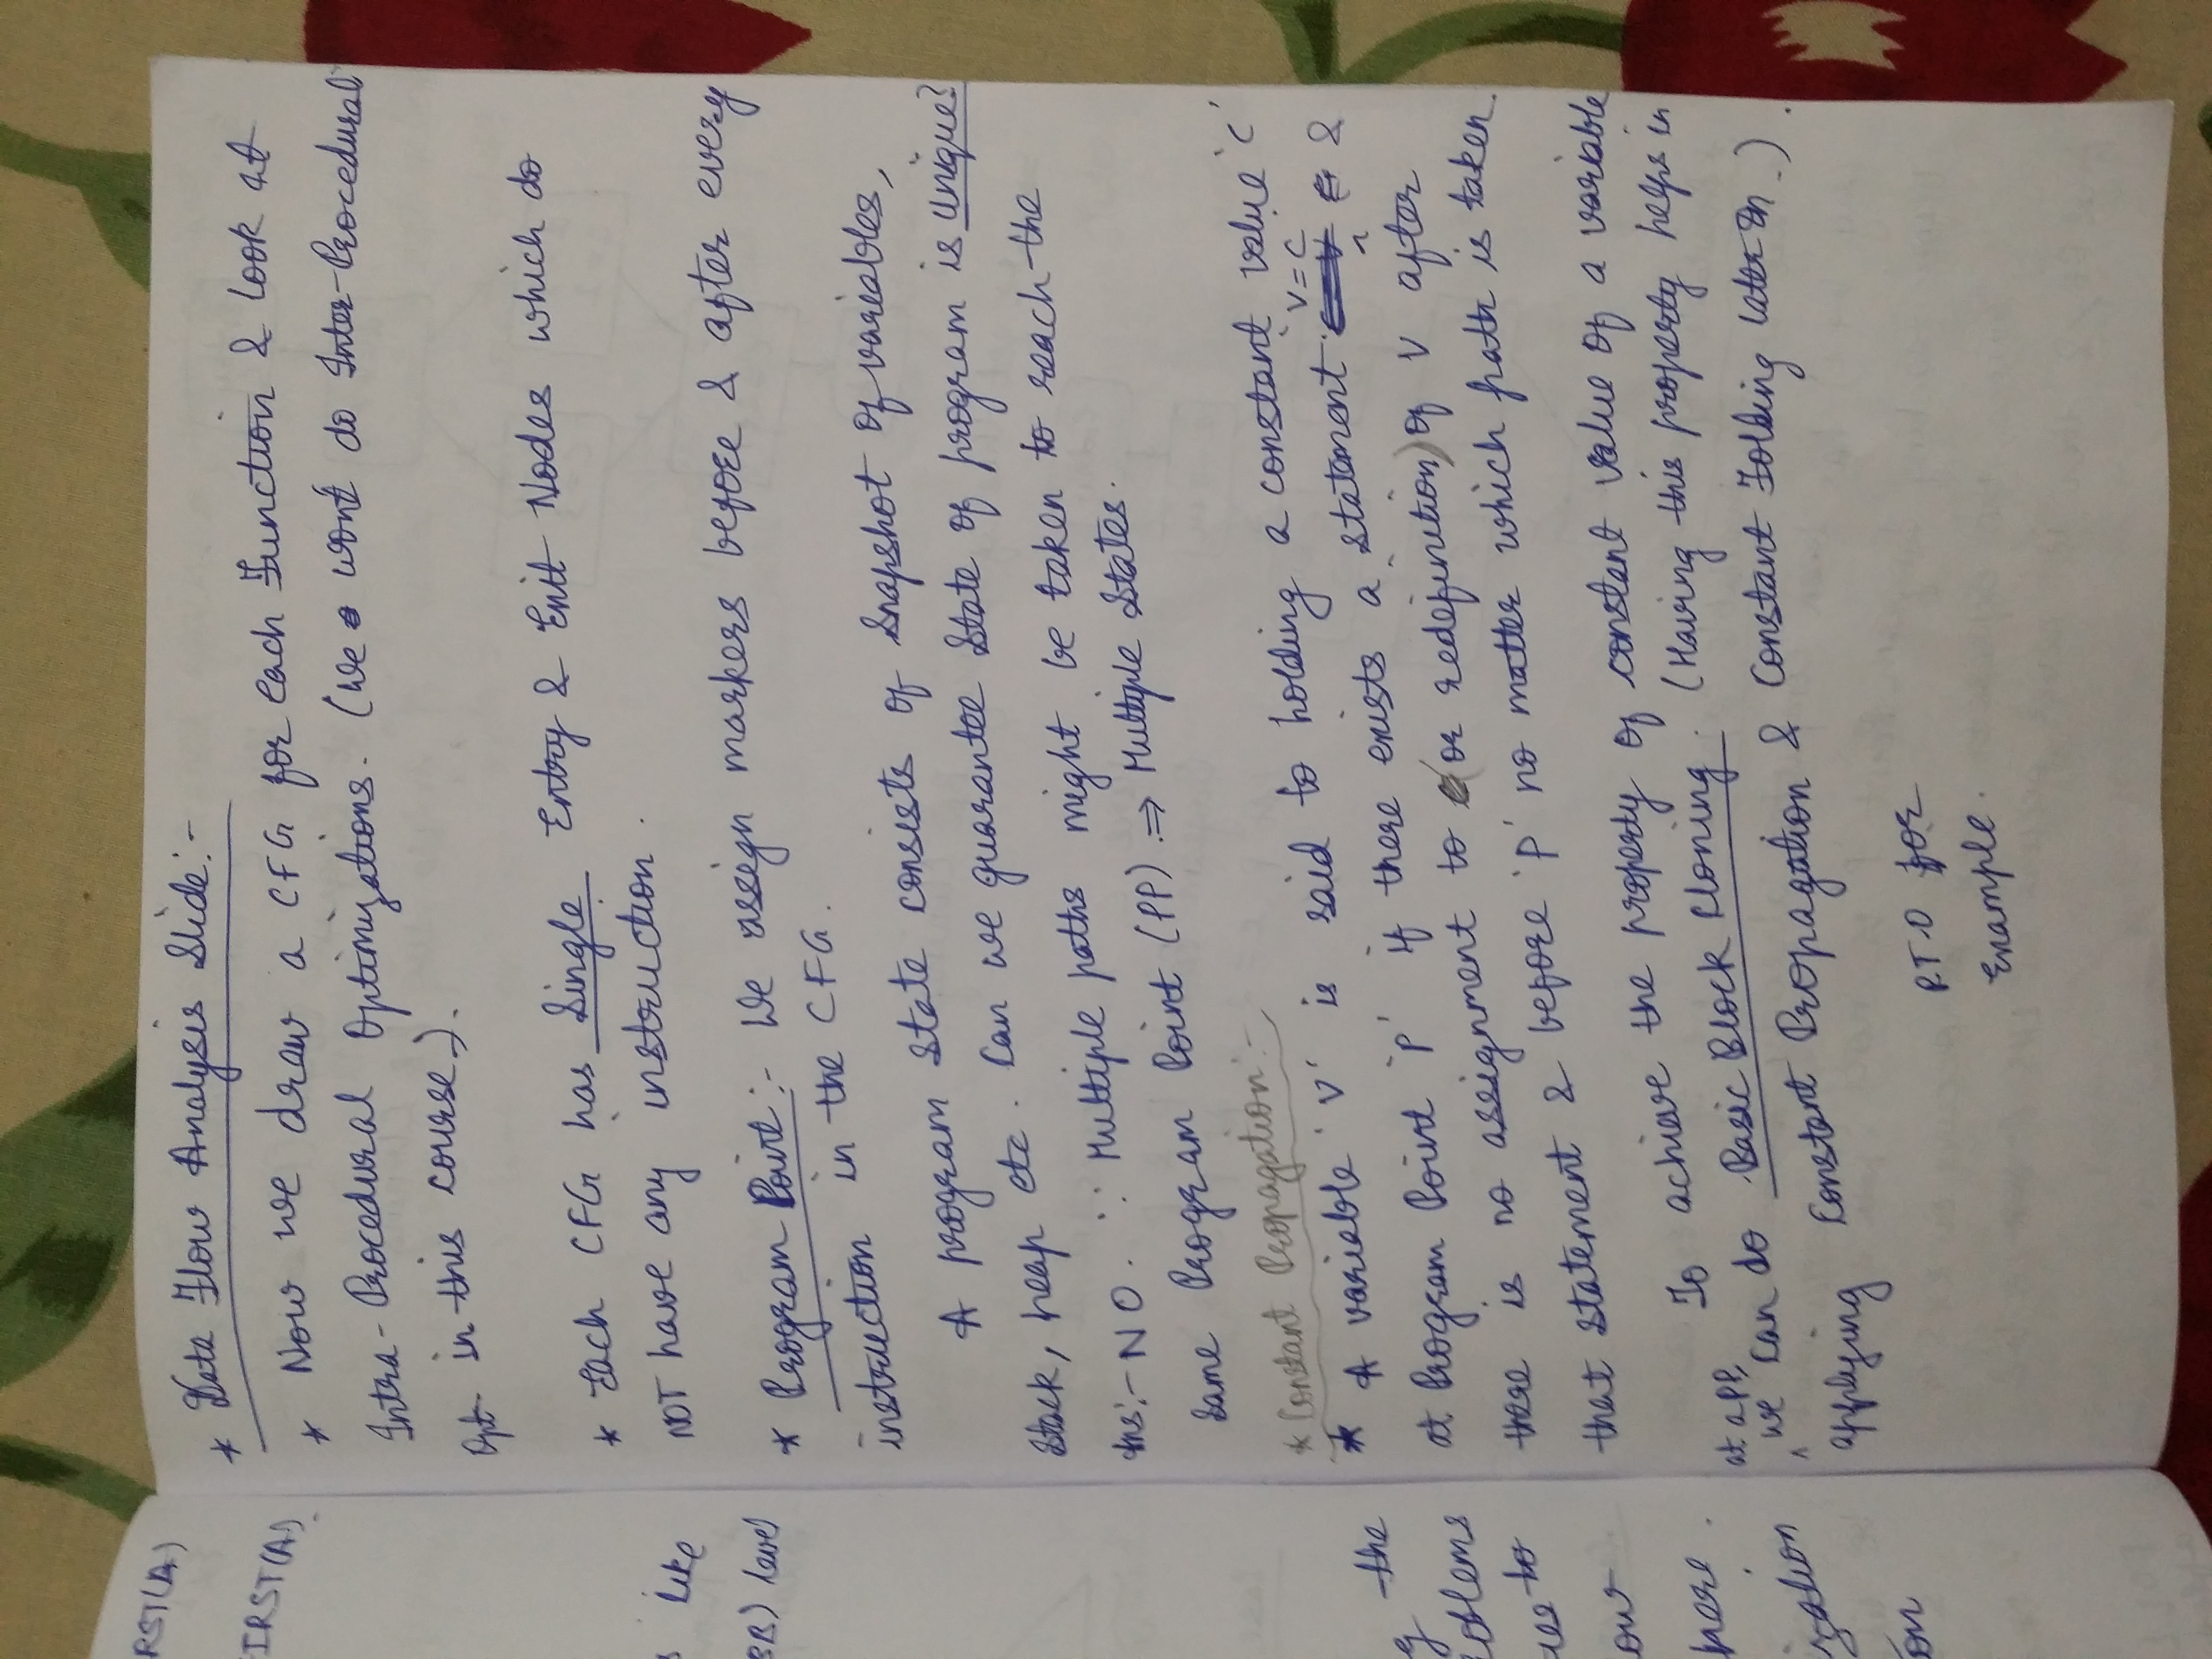 RST(A)
FIRST(A)
s like
BB) level
g the
oblems
ow
here.
ization
on
* Data Flow Analysis Slide:-
* Now we draw a CFG for each Function & look at
Intra-Procedural Optimizations. (We won't do Inter-Procedural
Opt. in this course).
* Each CFG has Single Entry & Exit Nodes which do
NOT have any instruction.
* Program Point:- We assign markers before & after every
instruction in the CFG.
A program state consists of snapshot of variables,
stack, heap etc. Can we guarantee state of program is unique?
Ans:- NO. ∵ Multiple paths might be taken to reach the
same Program Point (PP) ⇒ Multiple States.
* Constant Propagation:-
* A variable 'V' is said to holding a constant value 'c'
at Program Point 'p' if there exists a statement V=C &
there is no assignment to (or redefinition) of V after
that statement & before 'p' no matter which path is taken.
To achieve the property of constant value of a variable
at a PP, we can do Basic Block Cloning. (Having this property helps in
applying Constant Propagation & Constant Folding later on.).
P.T.O for
Example.